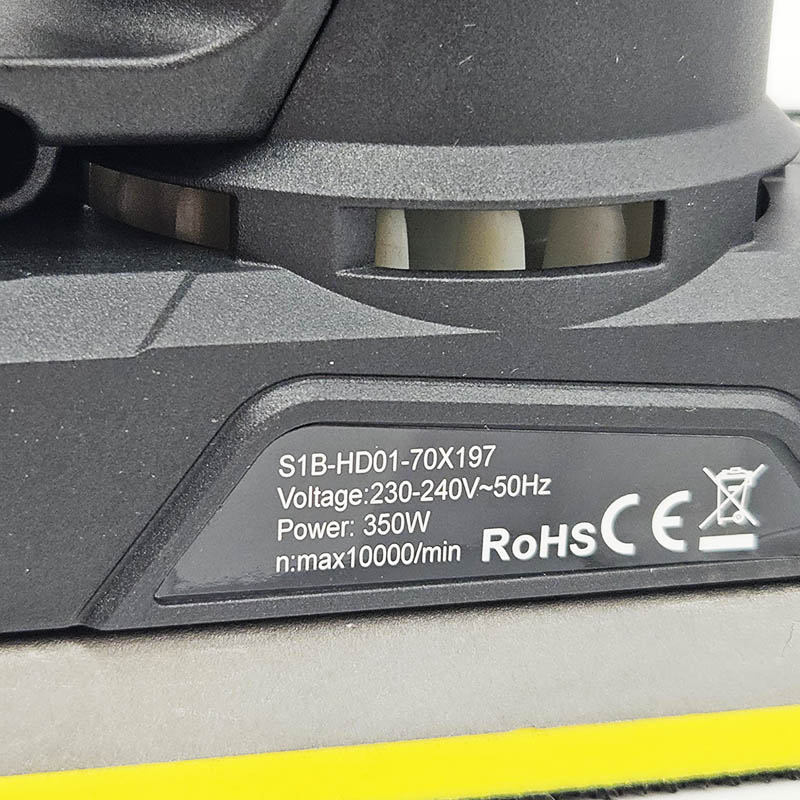 S1B-HD01-70X197
Voltage:230-240V~50Hz
Power: 350W
n:max10000/min
RoHS CE